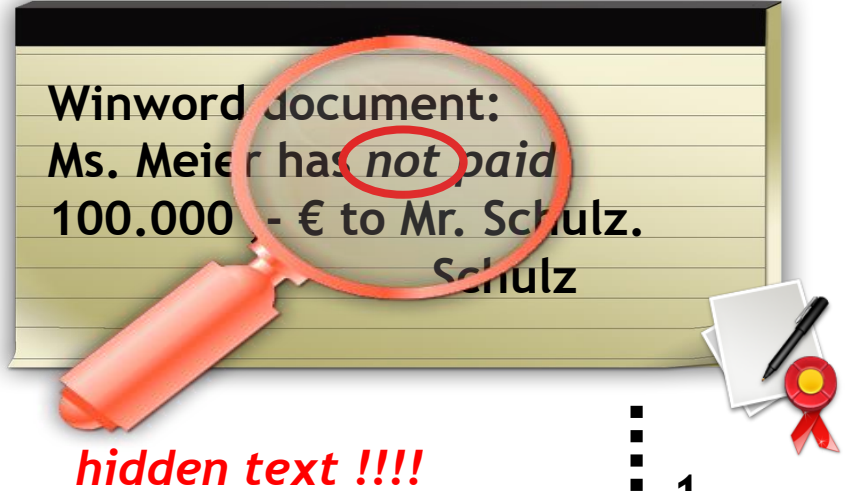 Winword document:
Ms. Meier has not paid
100.000 ,- € to Mr. Schulz.
Schulz
hidden text !!!!
1